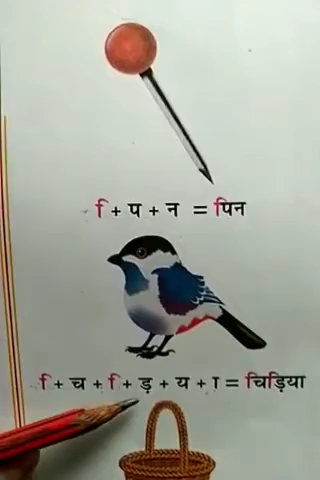 ि + प + न = पिन
ि + च + ि + ड़ + य + ा = चिड़िया